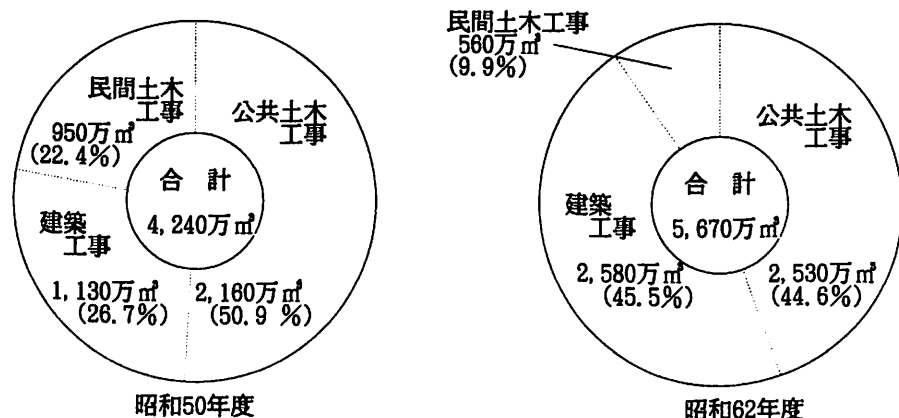 民間土木
工事
950万㎥
(22.4%)
公共土木
工事
合 計
4,240万㎥
建築
工事
1,130万㎥
(26.7%)
2,160万㎥
(50.9 %)
昭和50年度
民間土木工事
560万㎥
(9.9%)
公共土木
工事
合 計
5,670万㎥
建築
工事
2,580万㎥
(45.5%)
2,530万㎥
(44.6%)
昭和62年度